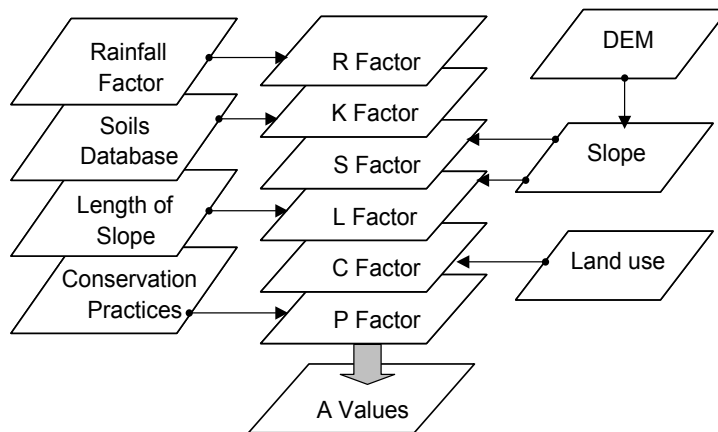 Rainfall
Factor
Soils
Database
Length of
Slope
Conservation
Practices
R Factor
K Factor
S Factor
L Factor
C Factor
P Factor
A Values
DEM
Slope
Land use